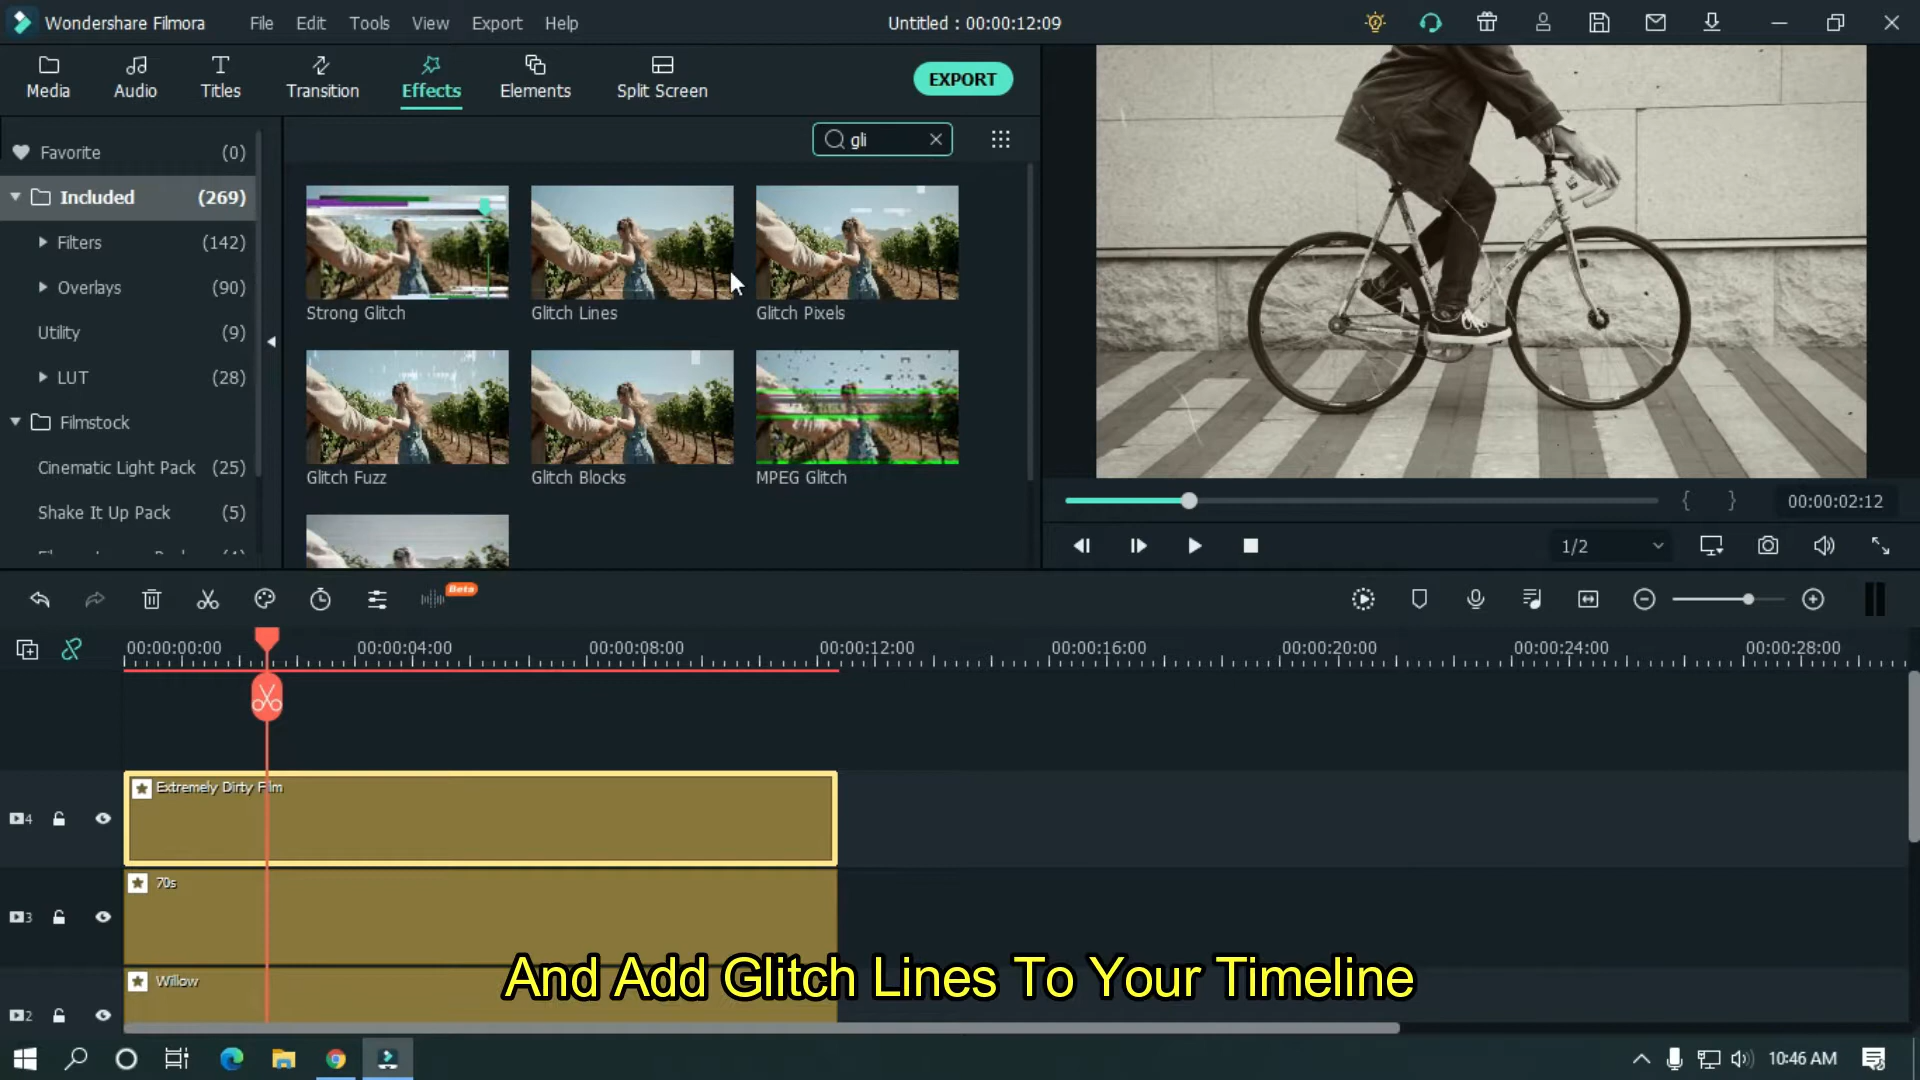 Wondershare Filmora File Edit Tools View Export Help Untitled : 00:00:12:09
Media Audio Titles Transition Effects Elements Split Screen EXPORT
gli
Favorite (0)
Included (269)
Filters (142)
Overlays (90)
Utility (9)
LUT (28)
Filmstock
Cinematic Light Pack (25)
Shake It Up Pack (5)
Strong Glitch Glitch Lines Glitch Pixels
Glitch Fuzz Glitch Blocks MPEG Glitch
{ } 00:00:02:12
1/2
Beta
00:00:00:00 00:00:04:00 00:00:08:00 00:00:12:00 00:00:16:00 00:00:20:00 00:00:24:00 00:00:28:00
Extremely Dirty Film
4
70s
3
Willow
2
And Add Glitch Lines To Your Timeline
10:46 AM